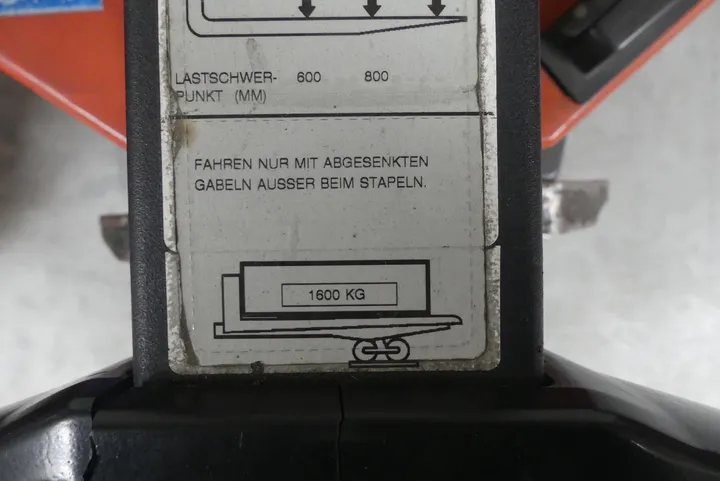 LASTSCHWER- 600 800
PUNKT (MM)
FAHREN NUR MIT ABGESENKTEN
GABELN AUSSER BEIM STAPELN.
1600 KG